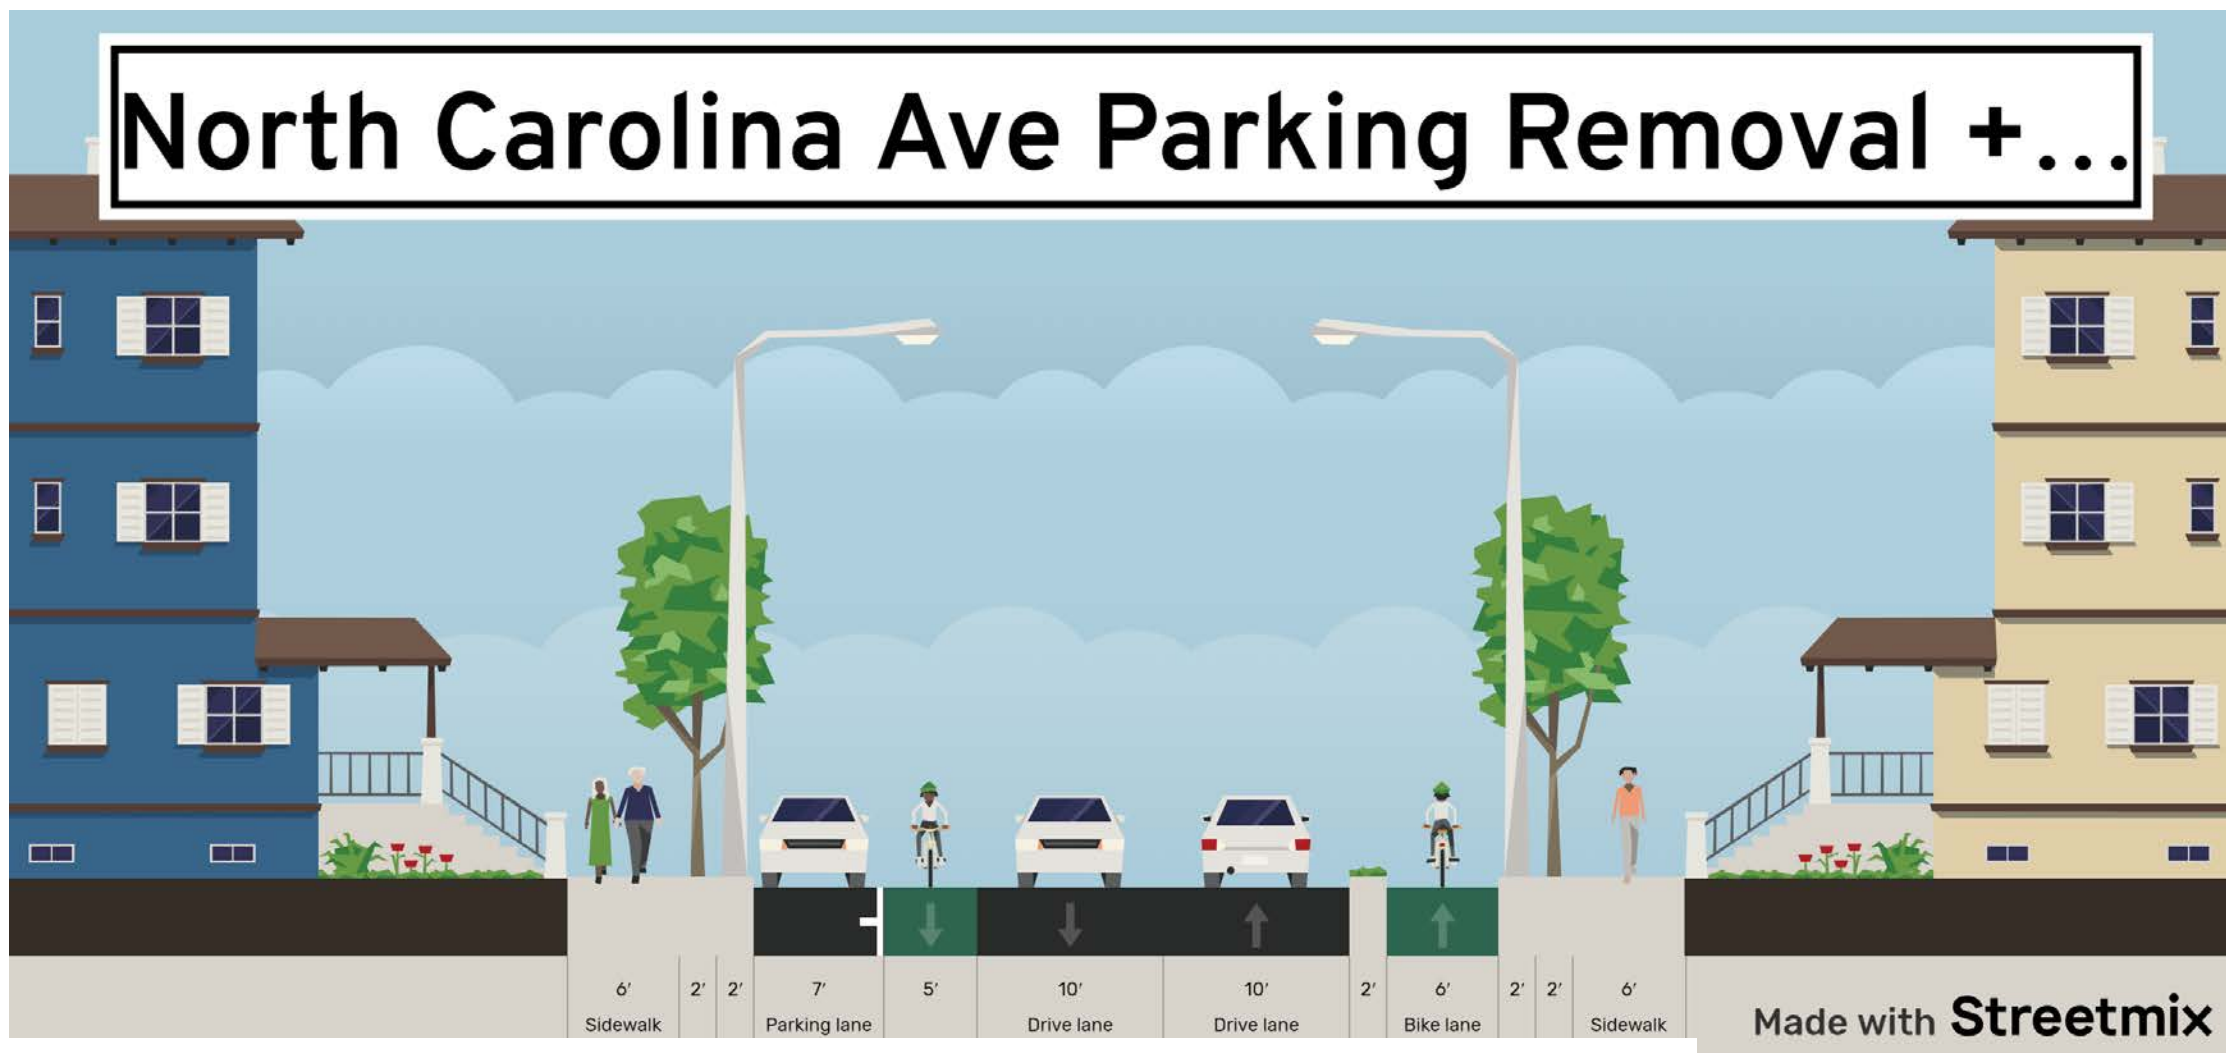 North Carolina Ave Parking Removal +...
6' 2' 2' 7' 5' 10' 10' 2' 6' 2' 2' 6'
Sidewalk Parking lane Drive lane Drive lane Bike lane Sidewalk
Made with Streetmix